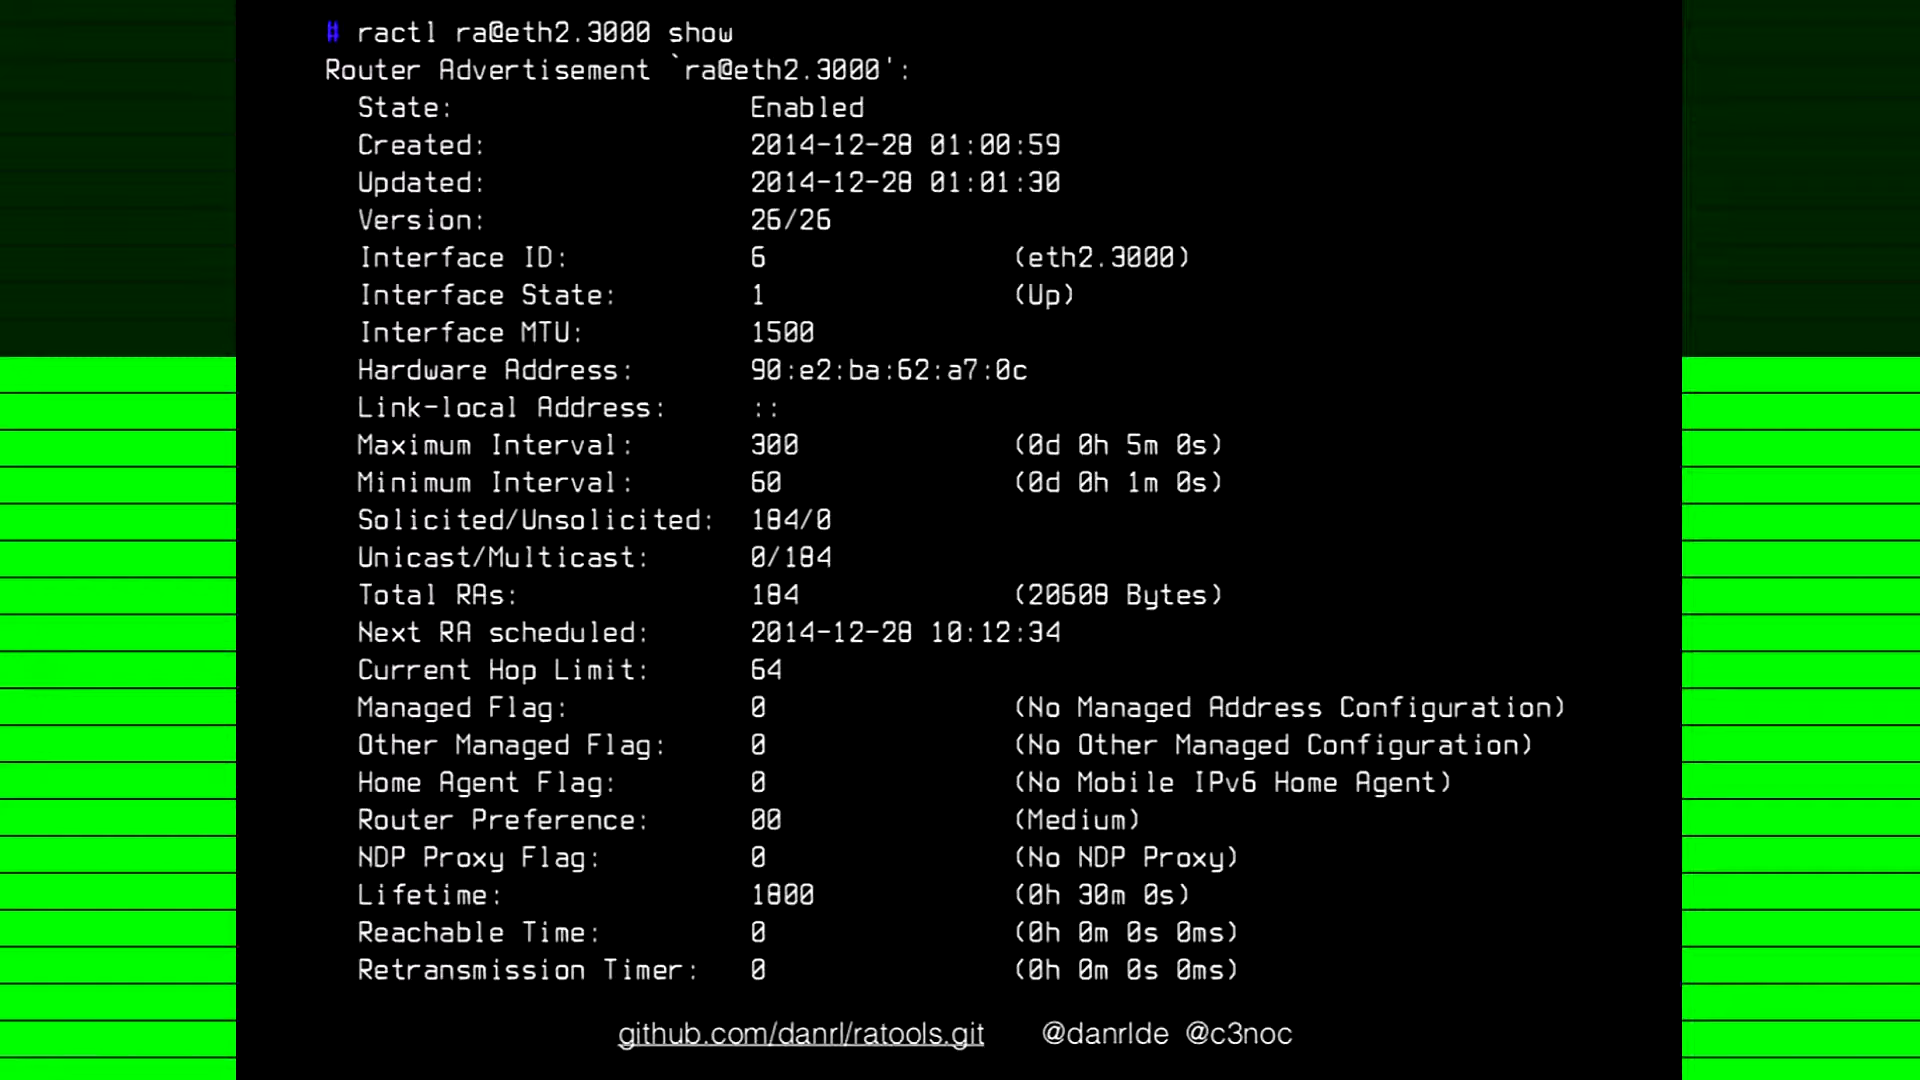 # ractl ra@eth2.3000 show
Router Advertisement `ra@eth2.3000':
State: Enabled
Created: 2014-12-28 01:00:59
Updated: 2014-12-28 01:01:30
Version: 26/26
Interface ID: 6 (eth2.3000)
Interface State: 1 (Up)
Interface MTU: 1500
Hardware Address: 90:e2:ba:62:a7:0c
Link-local Address: ::
Maximum Interval: 300 (0d 0h 5m 0s)
Minimum Interval: 60 (0d 0h 1m 0s)
Solicited/Unsolicited: 184/0
Unicast/Multicast: 0/184
Total RAs: 184 (20608 Bytes)
Next RA scheduled: 2014-12-28 10:12:34
Current Hop Limit: 64
Managed Flag: 0 (No Managed Address Configuration)
Other Managed Flag: 0 (No Other Managed Configuration)
Home Agent Flag: 0 (No Mobile IPv6 Home Agent)
Router Preference: 00 (Medium)
NDP Proxy Flag: 0 (No NDP Proxy)
Lifetime: 1800 (0h 30m 0s)
Reachable Time: 0 (0h 0m 0s 0ms)
Retransmission Timer: 0 (0h 0m 0s 0ms)
github.com/danrl/ratools.git @danrlde @c3noc